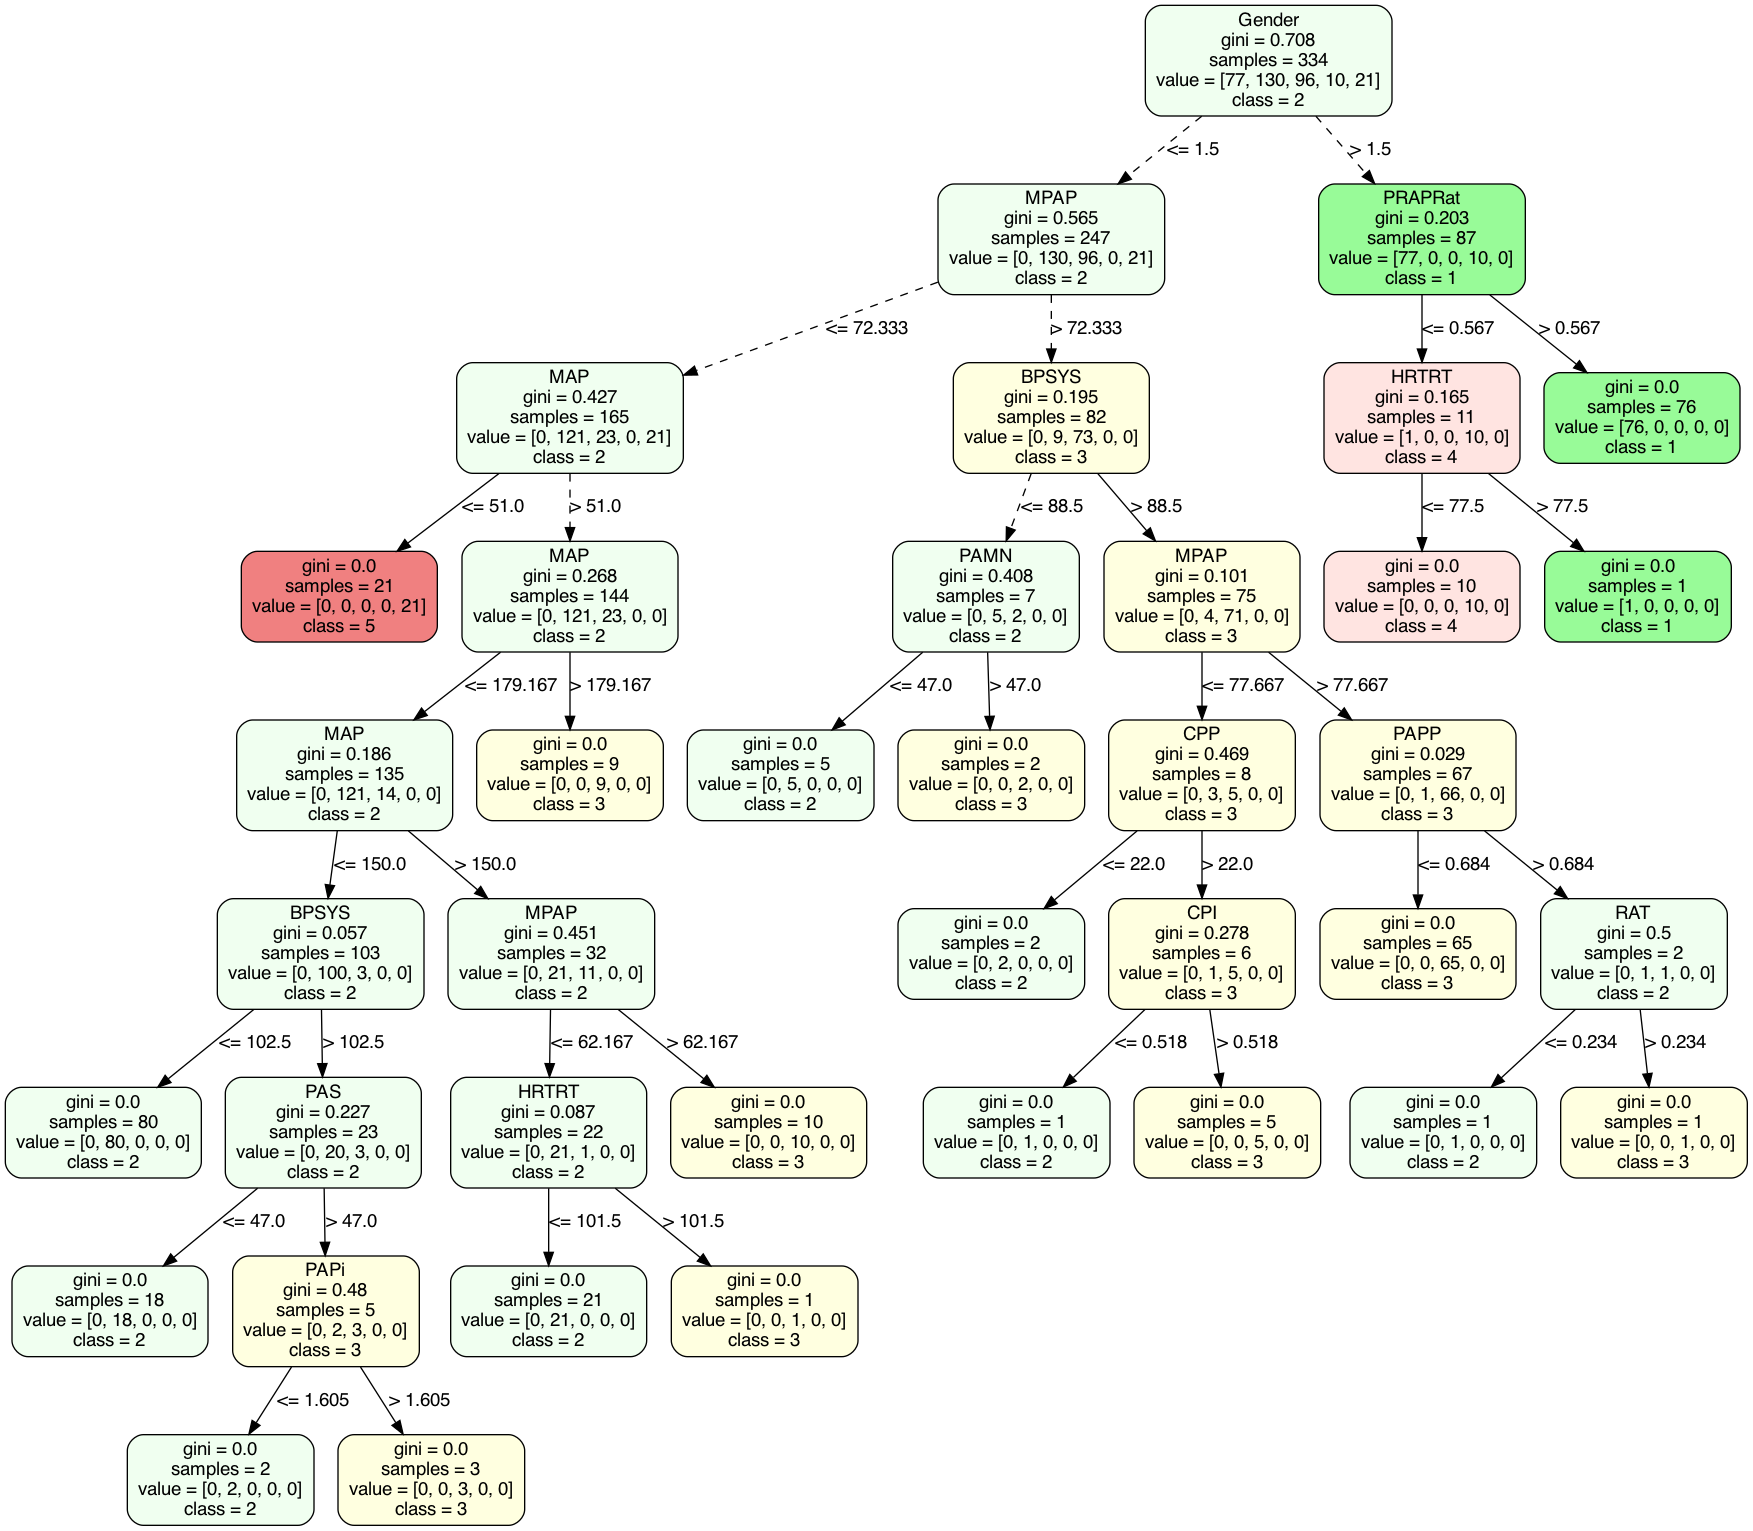 Gender
gini = 0.708
samples = 334
value = [77, 130, 96, 10, 21]
class = 2
<= 1.5
> 1.5
MPAP
gini = 0.565
samples = 247
value = [0, 130, 96, 0, 21]
class = 2
PRAPRat
gini = 0.203
samples = 87
value = [77, 0, 0, 10, 0]
class = 1
<= 72.333
> 72.333
<= 0.567
> 0.567
MAP
gini = 0.427
samples = 165
value = [0, 121, 23, 0, 21]
class = 2
BPSYS
gini = 0.195
samples = 82
value = [0, 9, 73, 0, 0]
class = 3
HRTRT
gini = 0.165
samples = 11
value = [1, 0, 0, 10, 0]
class = 4
gini = 0.0
samples = 76
value = [76, 0, 0, 0, 0]
class = 1
<= 51.0
> 51.0
<= 88.5
> 88.5
<= 77.5
> 77.5
gini = 0.0
samples = 21
value = [0, 0, 0, 0, 21]
class = 5
MAP
gini = 0.268
samples = 144
value = [0, 121, 23, 0, 0]
class = 2
PAMN
gini = 0.408
samples = 7
value = [0, 5, 2, 0, 0]
class = 2
MPAP
gini = 0.101
samples = 75
value = [0, 4, 71, 0, 0]
class = 3
gini = 0.0
samples = 10
value = [0, 0, 0, 10, 0]
class = 4
gini = 0.0
samples = 1
value = [1, 0, 0, 0, 0]
class = 1
<= 179.167
> 179.167
<= 47.0
> 47.0
<= 77.667
> 77.667
MAP
gini = 0.186
samples = 135
value = [0, 121, 14, 0, 0]
class = 2
gini = 0.0
samples = 9
value = [0, 0, 9, 0, 0]
class = 3
gini = 0.0
samples = 5
value = [0, 5, 0, 0, 0]
class = 2
gini = 0.0
samples = 2
value = [0, 0, 2, 0, 0]
class = 3
CPP
gini = 0.469
samples = 8
value = [0, 3, 5, 0, 0]
class = 3
PAPP
gini = 0.029
samples = 67
value = [0, 1, 66, 0, 0]
class = 3
<= 150.0
> 150.0
<= 22.0
> 22.0
<= 0.684
> 0.684
BPSYS
gini = 0.057
samples = 103
value = [0, 100, 3, 0, 0]
class = 2
MPAP
gini = 0.451
samples = 32
value = [0, 21, 11, 0, 0]
class = 2
gini = 0.0
samples = 2
value = [0, 2, 0, 0, 0]
class = 2
CPI
gini = 0.278
samples = 6
value = [0, 1, 5, 0, 0]
class = 3
gini = 0.0
samples = 65
value = [0, 0, 65, 0, 0]
class = 3
RAT
gini = 0.5
samples = 2
value = [0, 1, 1, 0, 0]
class = 2
<= 102.5
> 102.5
<= 62.167
> 62.167
<= 0.518
> 0.518
<= 0.234
> 0.234
gini = 0.0
samples = 80
value = [0, 80, 0, 0, 0]
class = 2
PAS
gini = 0.227
samples = 23
value = [0, 20, 3, 0, 0]
class = 2
HRTRT
gini = 0.087
samples = 22
value = [0, 21, 1, 0, 0]
class = 2
gini = 0.0
samples = 10
value = [0, 0, 10, 0, 0]
class = 3
gini = 0.0
samples = 1
value = [0, 1, 0, 0, 0]
class = 2
gini = 0.0
samples = 5
value = [0, 0, 5, 0, 0]
class = 3
gini = 0.0
samples = 1
value = [0, 1, 0, 0, 0]
class = 2
gini = 0.0
samples = 1
value = [0, 0, 1, 0, 0]
class = 3
<= 47.0
> 47.0
<= 101.5
> 101.5
gini = 0.0
samples = 18
value = [0, 18, 0, 0, 0]
class = 2
PAPi
gini = 0.48
samples = 5
value = [0, 2, 3, 0, 0]
class = 3
gini = 0.0
samples = 21
value = [0, 21, 0, 0, 0]
class = 2
gini = 0.0
samples = 1
value = [0, 0, 1, 0, 0]
class = 3
<= 1.605
> 1.605
gini = 0.0
samples = 2
value = [0, 2, 0, 0, 0]
class = 2
gini = 0.0
samples = 3
value = [0, 0, 3, 0, 0]
class = 3